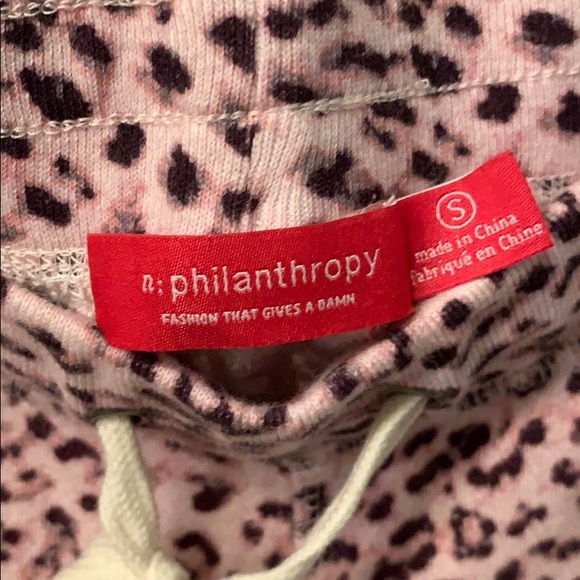 n: philanthropy
FASHION THAT GIVES A DAMN
S
made in China
fabriqué en Chine